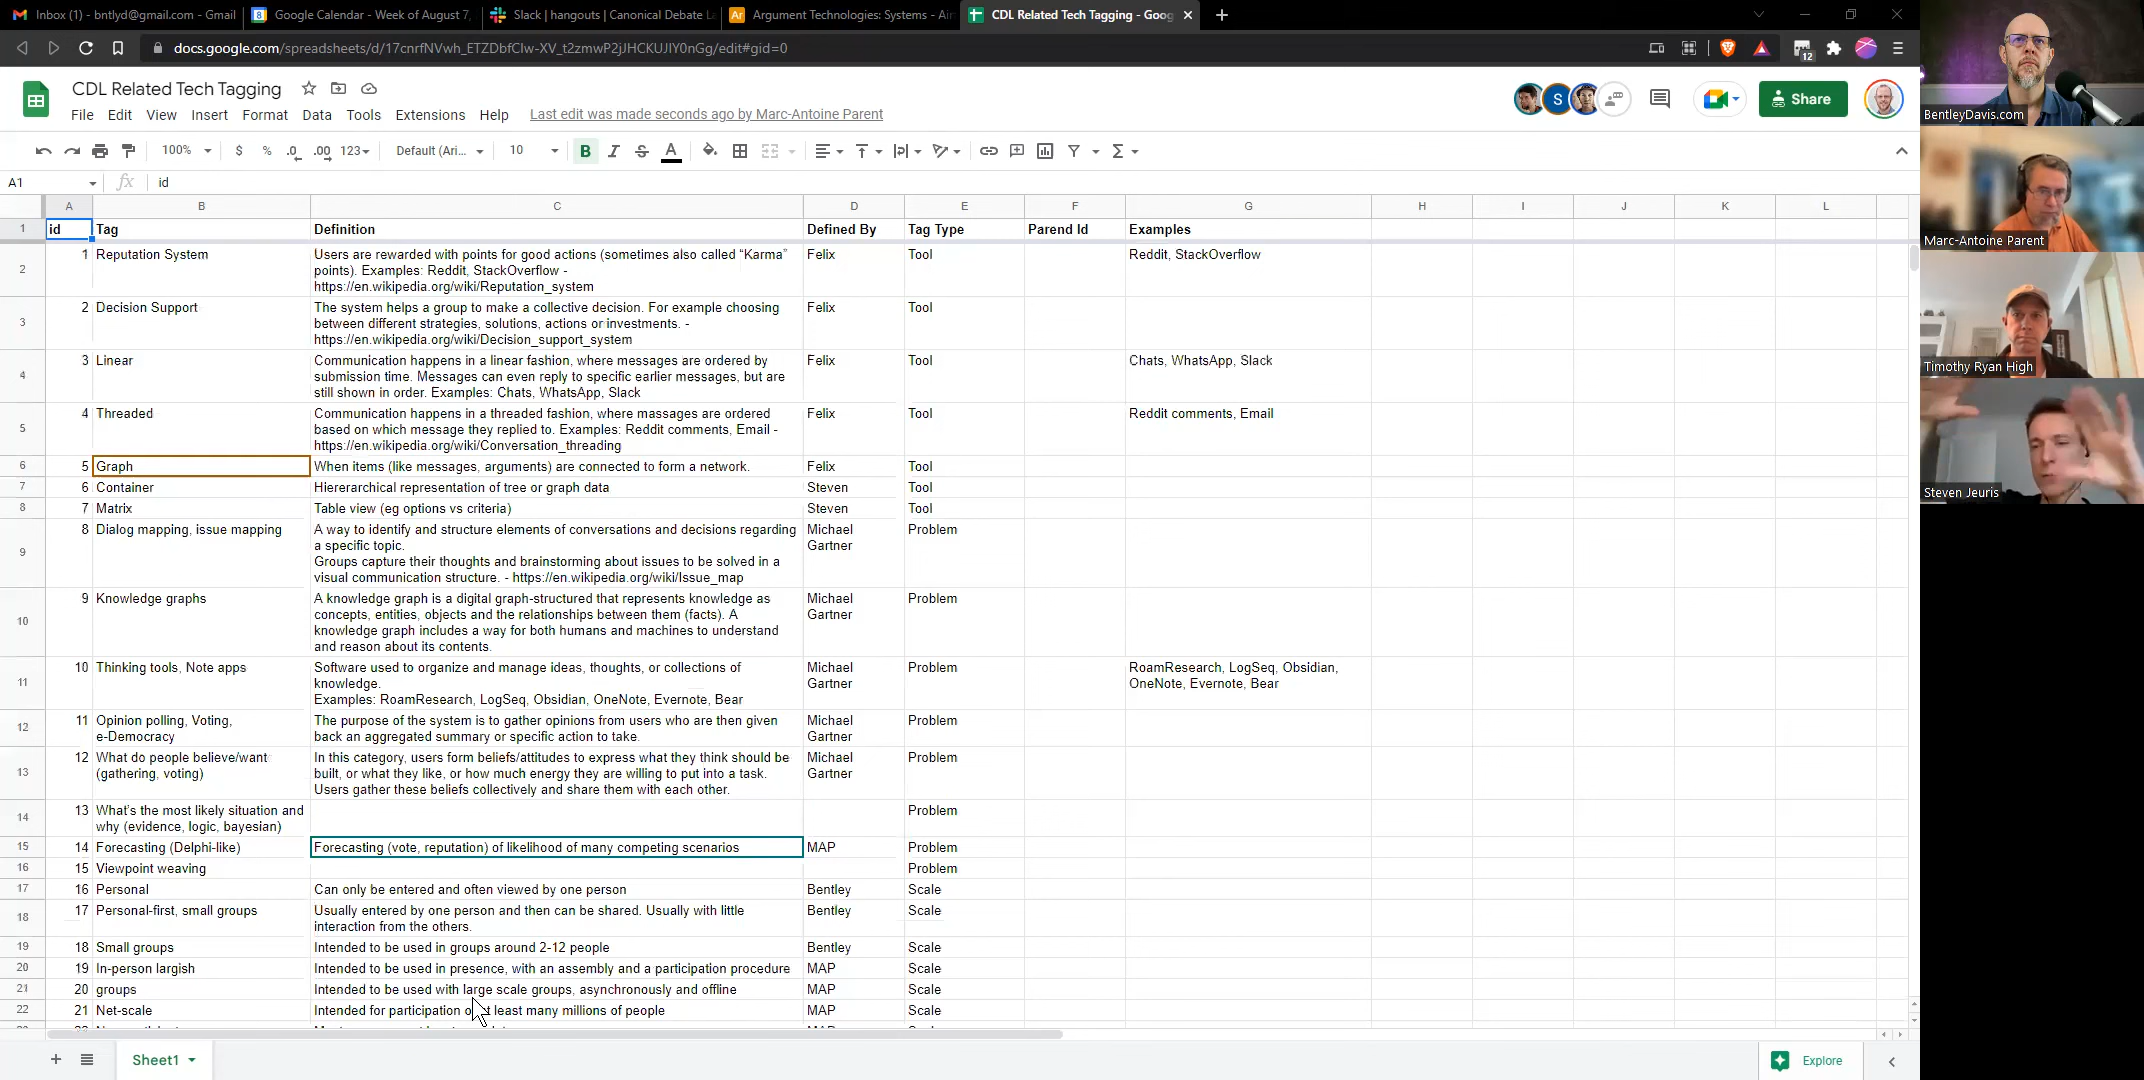 Inbox (1) - bntlyd@gmail.com - Gmail
Google Calendar - Week of August 7,
Slack | hangouts | Canonical Debate La
Argument Technologies: Systems - Air
CDL Related Tech Tagging - Goog
docs.google.com/spreadsheets/d/17cnrfNVwh_ETZDbfCIw-XV_t2zmwP2jJHCKUJIY0nGg/edit#gid=0
12
CDL Related Tech Tagging
File Edit View Insert Format Data Tools Extensions Help Last edit was made seconds ago by Marc-Antoine Parent
S
Share
100% $ % .0 .00 123 Default (Ari... 10 B I S A
A1 fx id
A B C D E F G H I J K L
1 id Tag Definition Defined By Tag Type Parend Id Examples
2 1 Reputation System Users are rewarded with points for good actions (sometimes also called “Karma” Felix Tool Reddit, StackOverflow
points). Examples: Reddit, StackOverflow -
https://en.wikipedia.org/wiki/Reputation_system
3 2 Decision Support The system helps a group to make a collective decision. For example choosing Felix Tool
between different strategies, solutions, actions or investments. -
https://en.wikipedia.org/wiki/Decision_support_system
4 3 Linear Communication happens in a linear fashion, where messages are ordered by Felix Tool Chats, WhatsApp, Slack
submission time. Messages can even reply to specific earlier messages, but are
still shown in order. Examples: Chats, WhatsApp, Slack
5 4 Threaded Communication happens in a threaded fashion, where massages are ordered Felix Tool Reddit comments, Email
based on which message they replied to. Examples: Reddit comments, Email -
https://en.wikipedia.org/wiki/Conversation_threading
6 5 Graph When items (like messages, arguments) are connected to form a network. Felix Tool
7 6 Container Hiererarchical representation of tree or graph data Steven Tool
8 7 Matrix Table view (eg options vs criteria) Steven Tool
9 8 Dialog mapping, issue mapping A way to identify and structure elements of conversations and decisions regarding Michael Problem
a specific topic. Gartner
Groups capture their thoughts and brainstorming about issues to be solved in a
visual communication structure. - https://en.wikipedia.org/wiki/Issue_map
10 9 Knowledge graphs A knowledge graph is a digital graph-structured that represents knowledge as Michael Problem
concepts, entities, objects and the relationships between them (facts). A Gartner
knowledge graph includes a way for both humans and machines to understand
and reason about its contents.
11 10 Thinking tools, Note apps Software used to organize and manage ideas, thoughts, or collections of Michael Problem RoamResearch, LogSeq, Obsidian,
knowledge. Gartner OneNote, Evernote, Bear
Examples: RoamResearch, LogSeq, Obsidian, OneNote, Evernote, Bear
12 11 Opinion polling, Voting, The purpose of the system is to gather opinions from users who are then given Michael Problem
e-Democracy back an aggregated summary or specific action to take. Gartner
13 12 What do people believe/want In this category, users form beliefs/attitudes to express what they think should be Michael Problem
(gathering, voting) built, or what they like, or how much energy they are willing to put into a task. Gartner
Users gather these beliefs collectively and share them with each other.
14 13 What's the most likely situation and Problem
why (evidence, logic, bayesian)
15 14 Forecasting (Delphi-like) Forecasting (vote, reputation) of likelihood of many competing scenarios MAP Problem
16 15 Viewpoint weaving Problem
17 16 Personal Can only be entered and often viewed by one person Bentley Scale
18 17 Personal-first, small groups Usually entered by one person and then can be shared. Usually with little Bentley Scale
interaction from the others.
19 18 Small groups Intended to be used in groups around 2-12 people Bentley Scale
20 19 In-person largish Intended to be used in presence, with an assembly and a participation procedure MAP Scale
21 20 groups Intended to be used with large scale groups, asynchronously and offline MAP Scale
22 21 Net-scale Intended for participation least many millions of people MAP Scale
Sheet1
Explore
BentleyDavis.com
Marc-Antoine Parent
Timothy Ryan High
Steven Jeuris